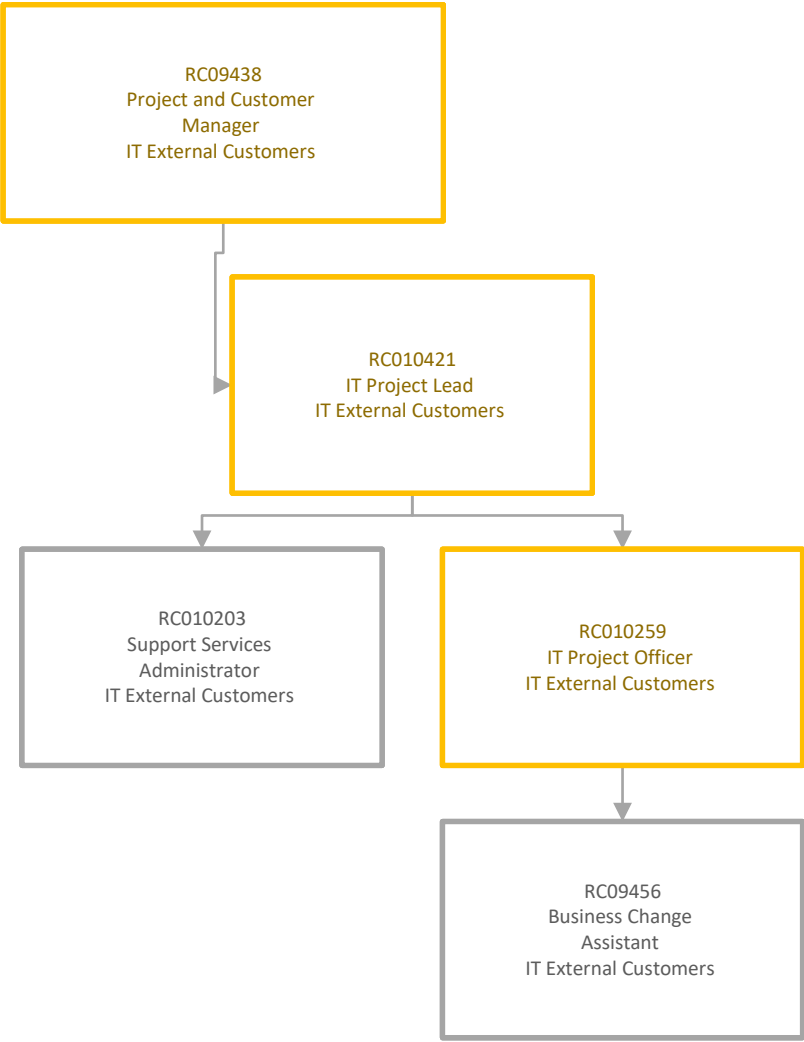 RC09438
Project and Customer
Manager
IT External Customers
RC010421
IT Project Lead
IT External Customers
RC010203
Support Services
Administrator
IT External Customers
RC010259
IT Project Officer
IT External Customers
RC09456
Business Change
Assistant
IT External Customers